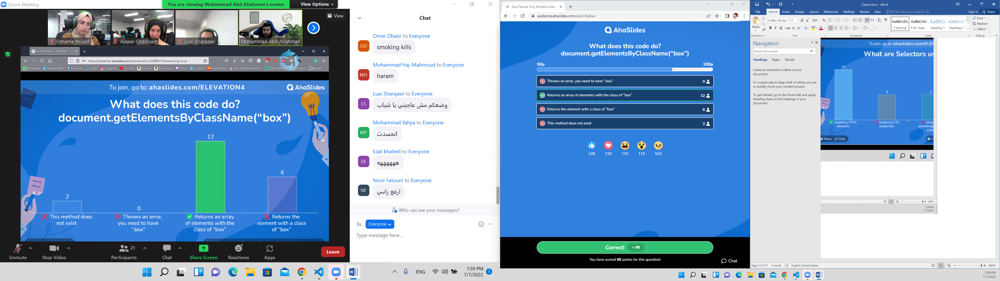 Zoom Meeting
You are viewing Mohammad Abd Alrahman's screen
View Options
View
Omama Yousef
Anwar Ghannam
Luai Sharqawi
Mohammad Abd Alrahman
Quiz Review 0 - AhaSlides
https://presenter.ahaslides.com/presentation/2898919?presenting=true
WhatsApp
Telegram Web
Facebook
Twitter
Instagram
YouTube
Amazon
Amazon.de
Twitch
LinkedIn
SoundCloud
linkedin skill assessme...
Python Mastery
Elevation
Rawabi
To join, go to: ahaslides.com/ELEVATION4
AhaSlides
What does this code do?
document.getElementsByClassName(“box”)
2
0
12
6
This method does
not exist
Throws an error,
you need to have
“.box”
Returns an array
of elements with the
class of “box”
Returns the
element with a class
of “box”
Unmute
Stop Video
21
Participants
Chat
Share Screen
Reactions
Apps
Leave
Chat
Omar Obaisi to Everyone
OO
smoking kills
Mohammad Haj-Mahmoud to Everyone
MH
haram
Luai Sharqawi to Everyone
LS
وضعكم مش عاجبني يا شباب
Mohammad Yahya to Everyone
MY
انحسدت
Ezat khaleeli to Everyone
EK
ههههههه
Noor Fatouni to Everyone
NF
ارفع راسي
Who can see your messages?
To:
Everyone
Type message here...
ENG
1:59 PM
7/7/2022
1
Quiz Review 0 by Elevation Educa
audience.ahaslides.com/aw2r3lwkue
AhaSlides
What does this code do?
document.getElementsByClassName(“box”)
50p
100p
Throws an error, you need to have “.box”
0
Returns an array of elements with the class of “box”
12
Returns the element with a class of “box”
6
This method does not exist
2
149
219
115
115
533
Correct!
+ 88
You have scored 88 points for this question!
Chat
Class5.docx - Word
File
Home
Insert
Design
Layout
References
Mailings
Review
View
Tell me what you want to do...
Sign in
Share
Paste
Clipboard
Calibri (Body)
11
Font
Paragraph
AaBbCcDc
¶ Normal
AaBbCcDc
¶ No Spac...
AaBbCc
Heading 1
AaBbCcE
Heading 2
Styles
Find
Replace
Select
Editing
Navigation
Search document
Headings
Pages
Results
Create an interactive outline of your
document.
It's a great way to keep track of where you are
or quickly move your content around.
To get started, go to the Home tab and apply
Heading styles to the headings in your
document.
To join, go to: ahaslides.com/ELEV
What are Selectors us
10
5
5
targeting HTML
elements
targeting CSS
properties
targe
something
code
Menu
Chat
480%
1:58 PM
7/7/2022
Page 17 of 17
5 words
English (United States)
480%
1:59 PM
7/7/2022